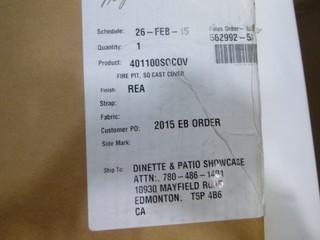 Schedule: 26-FEB-15
Quantity: 1
Product: 401100SQCOV
FIRE PIT, SQ CAST COVER
Finish: REA
Strap:
Fabric:
Customer PO: 2015 EB ORDER
Side Mark:
Ship To: DINETTE & PATIO SHOWCASE
ATTN: 780-486-1491
10930 MAYFIELD ROAD
EDMONTON. T5P 4B6
CA